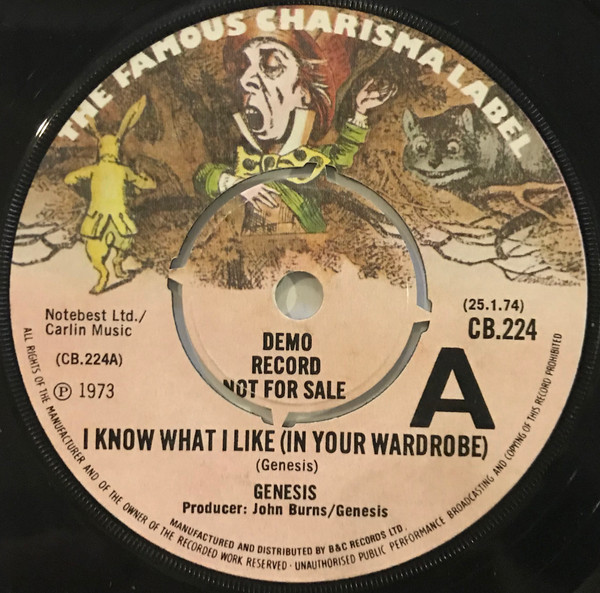 THE FAMOUS CHARISMA LABEL
Notebest Ltd./
Carlin Music
(CB.224A)
Ⓟ 1973
(25.1.74)
CB.224
DEMO
RECORD
NOT FOR SALE
A
I KNOW WHAT I LIKE (IN YOUR WARDROBE)
(Genesis)
GENESIS
Producer: John Burns/Genesis
MANUFACTURED AND DISTRIBUTED BY B&C RECORDS LTD.
ALL RIGHTS OF THE MANUFACTURER AND OF THE OWNER OF THE RECORDED WORK RESERVED · UNAUTHORISED PUBLIC PERFORMANCE BROADCASTING AND COPYING OF THIS RECORD PROHIBITED